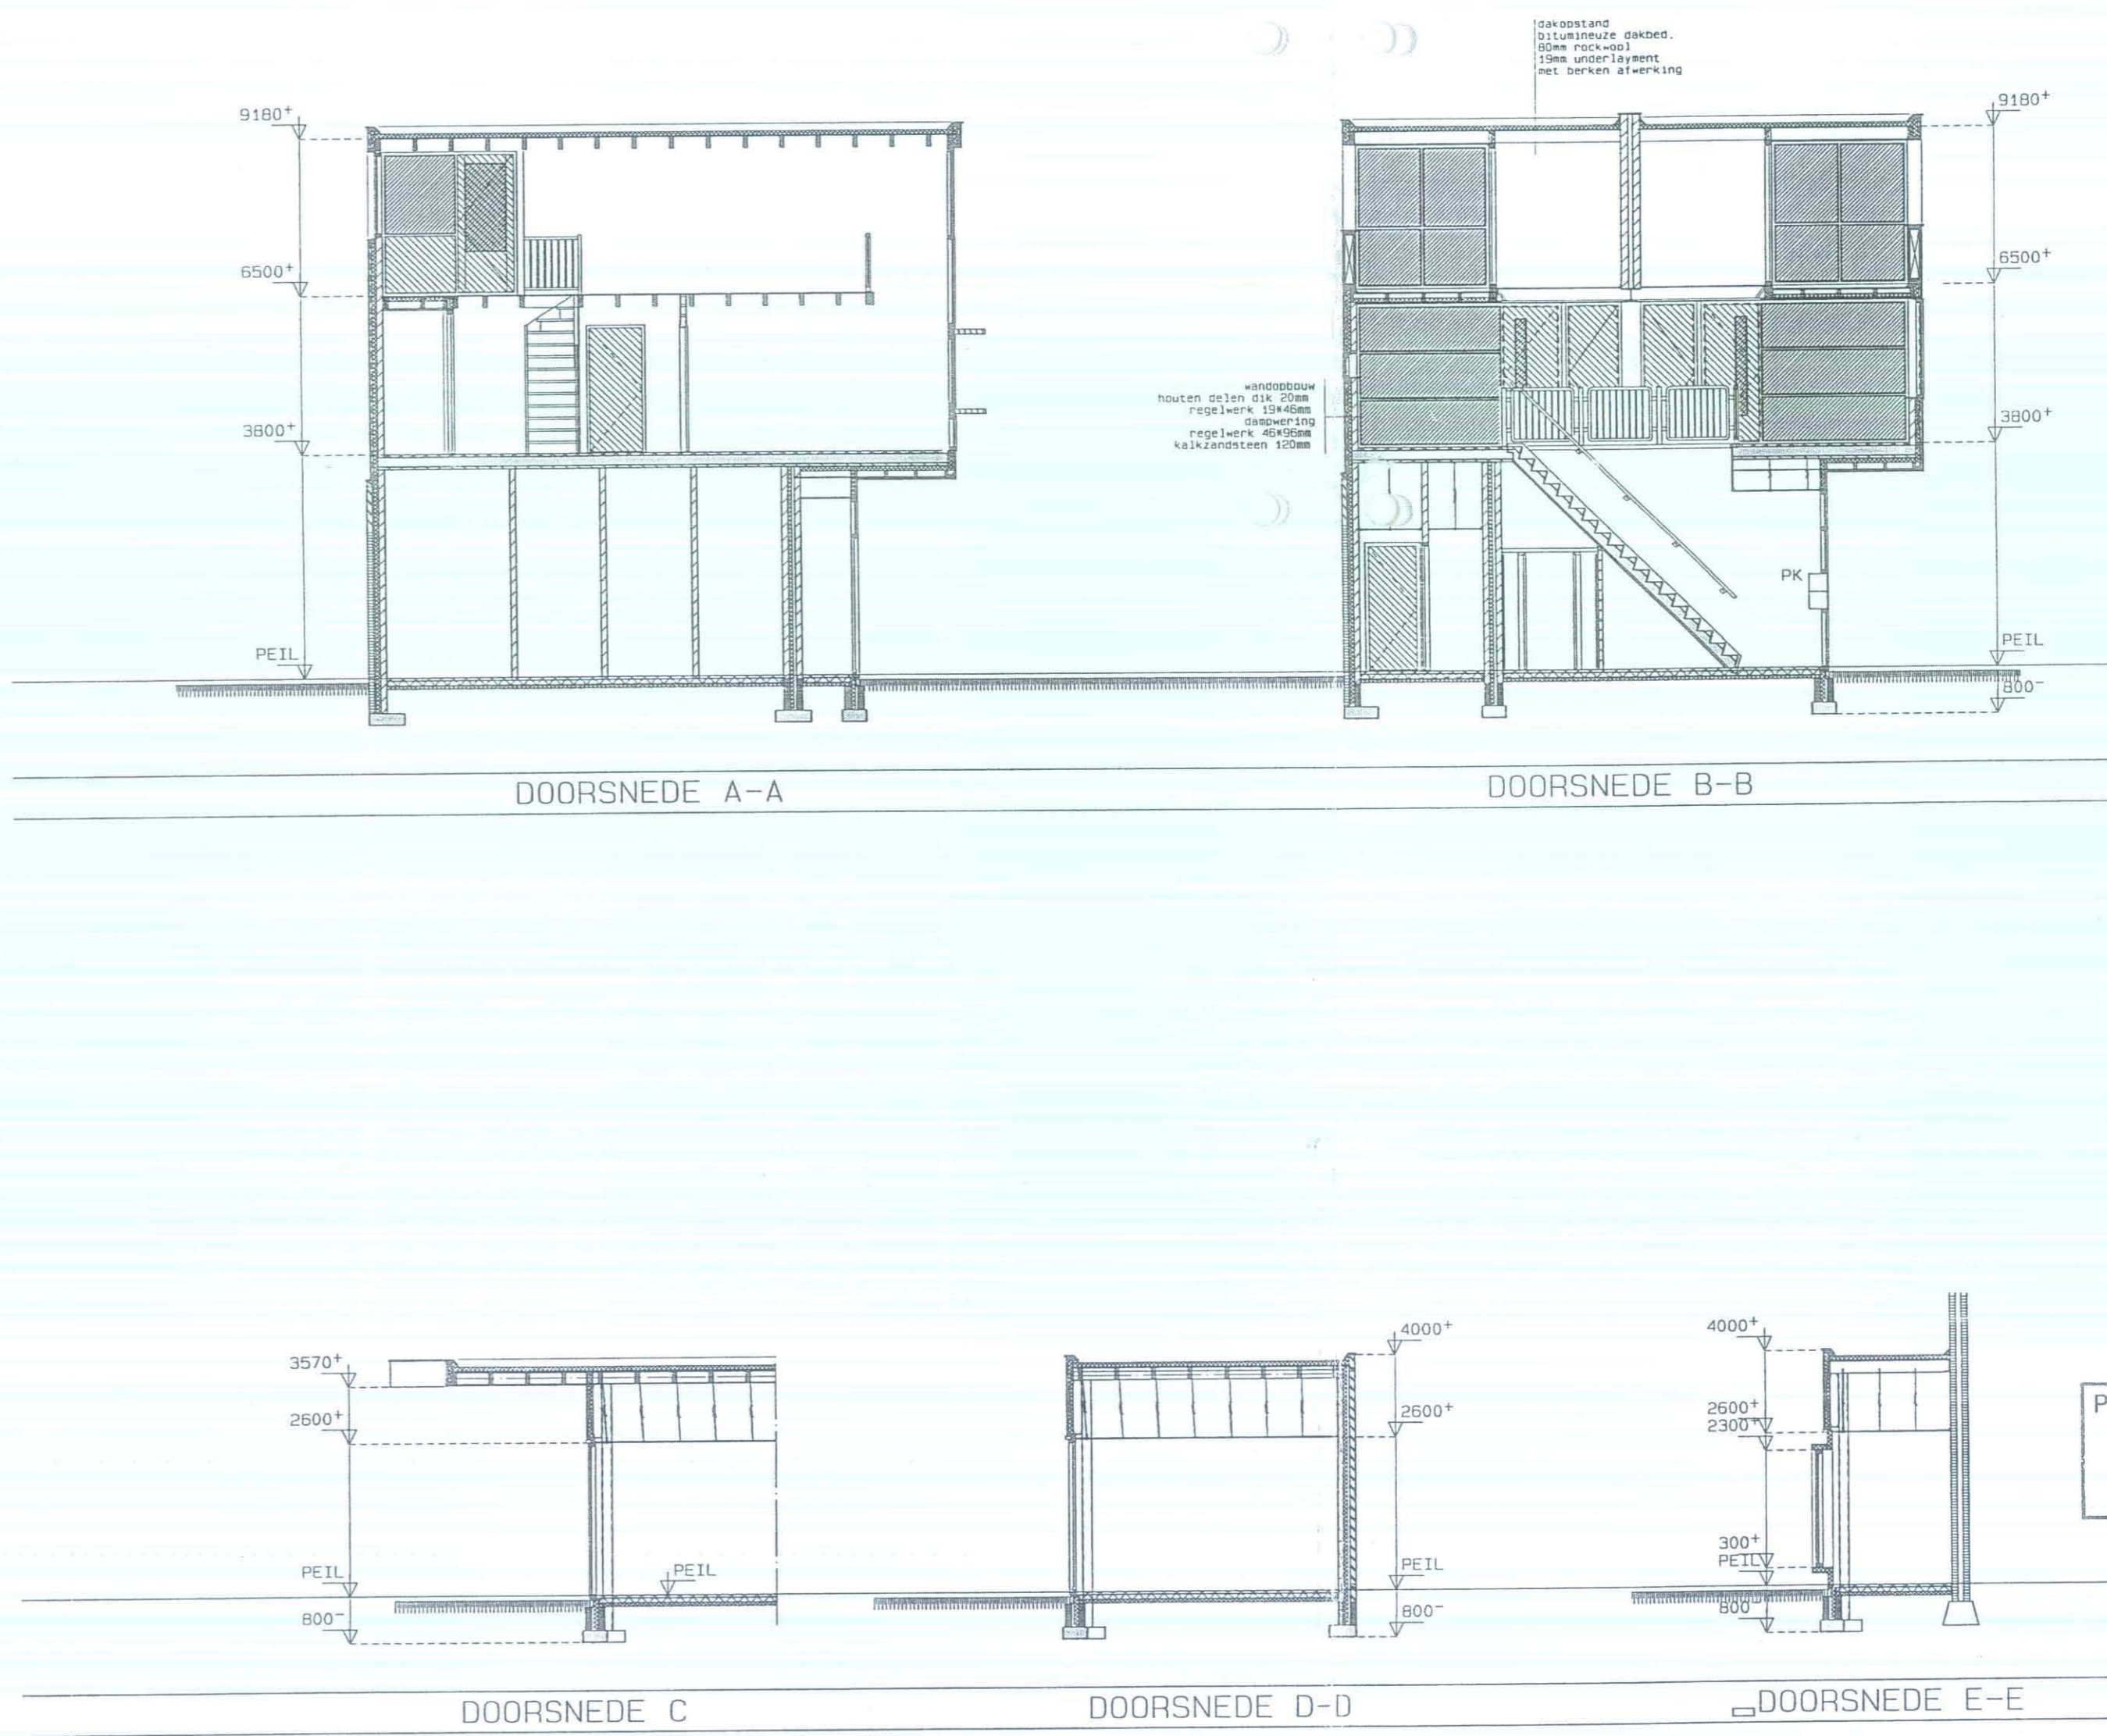 dakopstand
bitumineuze dakbed.
80mm rockwool
19mm underlayment
met berken afwerking
9180+
6500+
3800+
PEIL
9180+
6500+
3800+
PEIL
800-
wandopbouw
houten delen dik 20mm
regelwerk 19*46mm
dampwering
regelwerk 46*96mm
kalkzandsteen 120mm
PK
DOORSNEDE A-A
DOORSNEDE B-B
3570+
2600+
PEIL
800-
PEIL
4000+
2600+
PEIL
800-
4000+
2600+
2300+
300+
PEIL
800-
P
DOORSNEDE C
DOORSNEDE D-D
DOORSNEDE E-E